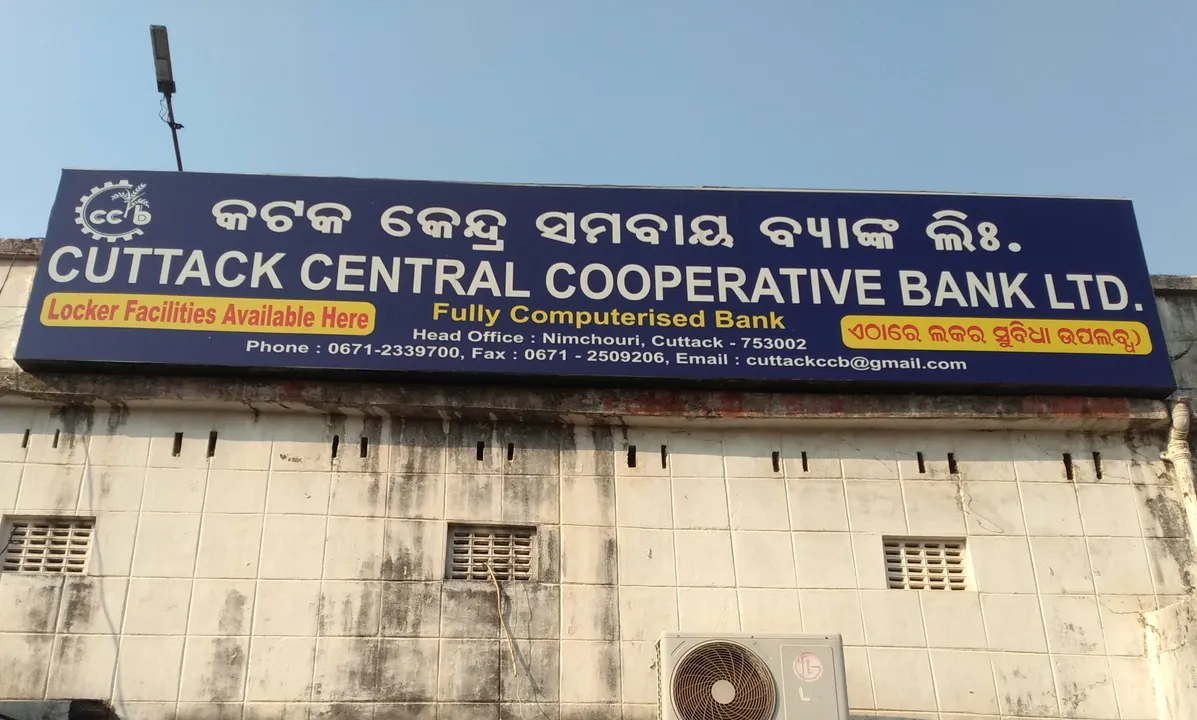 ccb
କଟକ କେନ୍ଦ୍ର ସମବାୟ ବ୍ୟାଙ୍କ ଲିଃ.
CUTTACK CENTRAL COOPERATIVE BANK LTD.
Locker Facilities Available Here
Fully Computerised Bank
ଏଠାରେ ଲକର ସୁବିଧା ଉପଲବ୍ଧ
Head Office : Nimchouri, Cuttack - 753002
Phone : 0671-2339700, Fax : 0671 - 2509206, Email : cuttackccb@gmail.com
LG